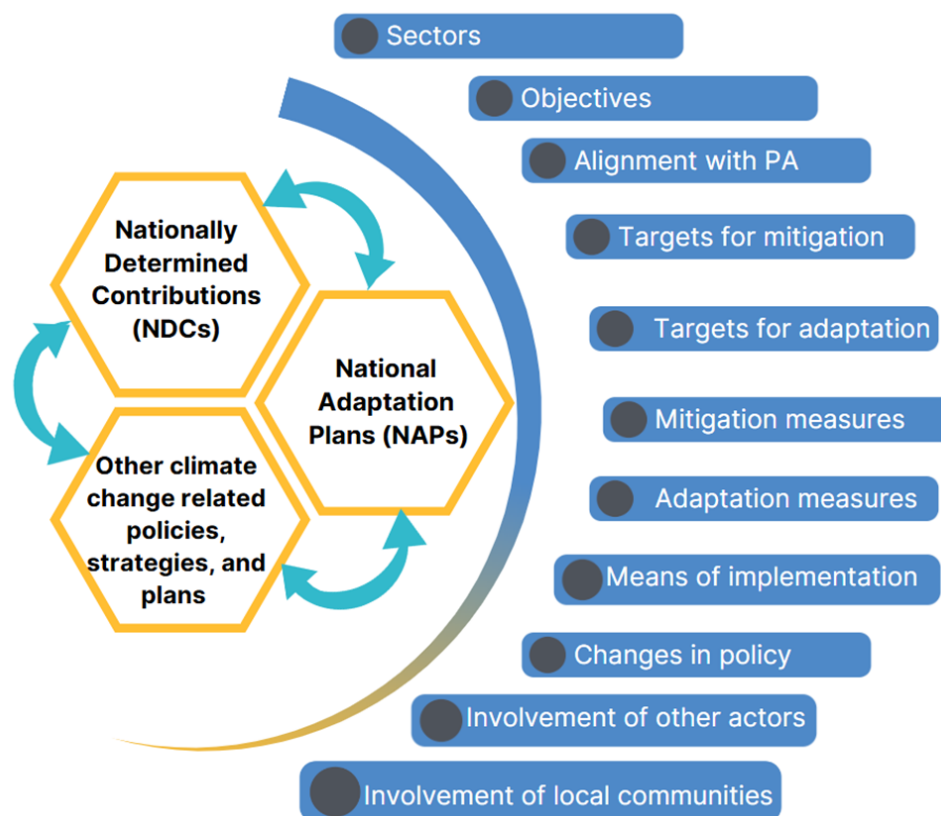 Sectors
Objectives
Alignment with PA
Targets for mitigation
Targets for adaptation
Mitigation measures
Adaptation measures
Means of implementation
Changes in policy
Involvement of other actors
Involvement of local communities
Nationally
Determined
Contributions
(NDCs)
National
Adaptation
Plans (NAPs)
Other climate
change related
policies,
strategies, and
plans